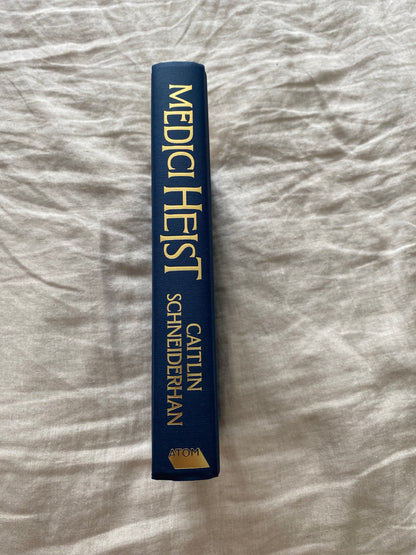 MEDICI HEIST
CAITLIN
SCHNEIDERHAN
ATOM